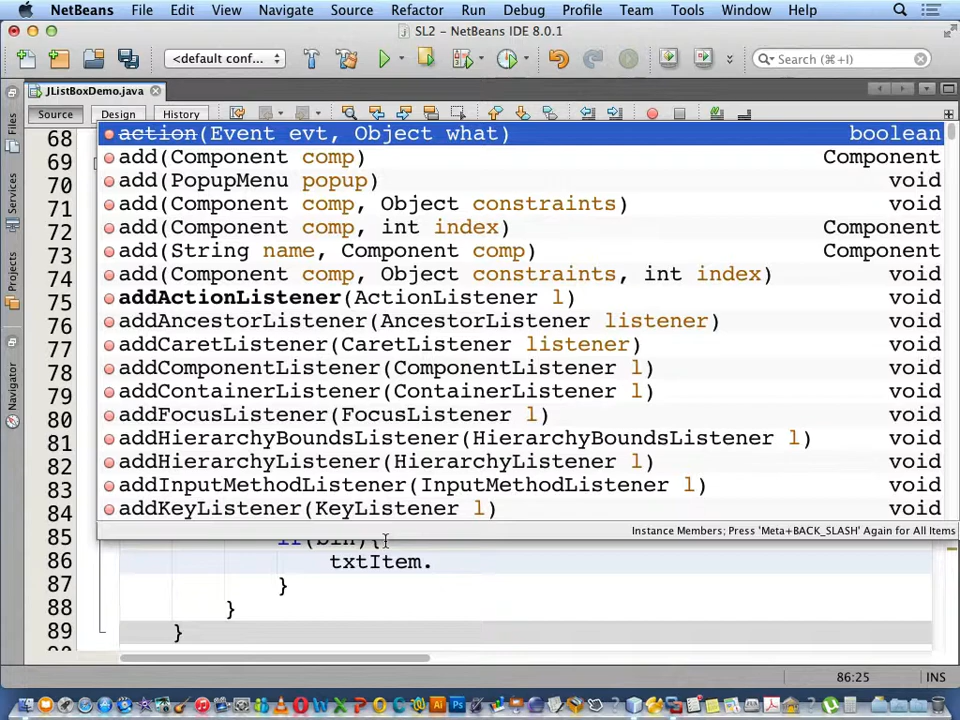 NetBeans File Edit View Navigate Source Refactor Run Debug Profile Team Tools Window Help
SL2 - NetBeans IDE 8.0.1
<default conf... Search (⌘+I)
JListBoxDemo.java
Source Design History
68 action(Event evt, Object what) boolean
69 add(Component comp) Component
70 add(PopupMenu popup) void
71 add(Component comp, Object constraints) void
72 add(Component comp, int index) Component
73 add(String name, Component comp) Component
74 add(Component comp, Object constraints, int index) void
75 addActionListener(ActionListener l) void
76 addAncestorListener(AncestorListener listener) void
77 addCaretListener(CaretListener listener) void
78 addComponentListener(ComponentListener l) void
79 addContainerListener(ContainerListener l) void
80 addFocusListener(FocusListener l) void
81 addHierarchyBoundsListener(HierarchyBoundsListener l) void
82 addHierarchyListener(HierarchyListener l) void
83 addInputMethodListener(InputMethodListener l) void
84 addKeyListener(KeyListener l) void
Instance Members; Press 'Meta+BACK_SLASH' Again for All Items
85
86 txtItem.
87 }
88 }
89 }
Files
Services
Projects
Navigator
86:25 INS